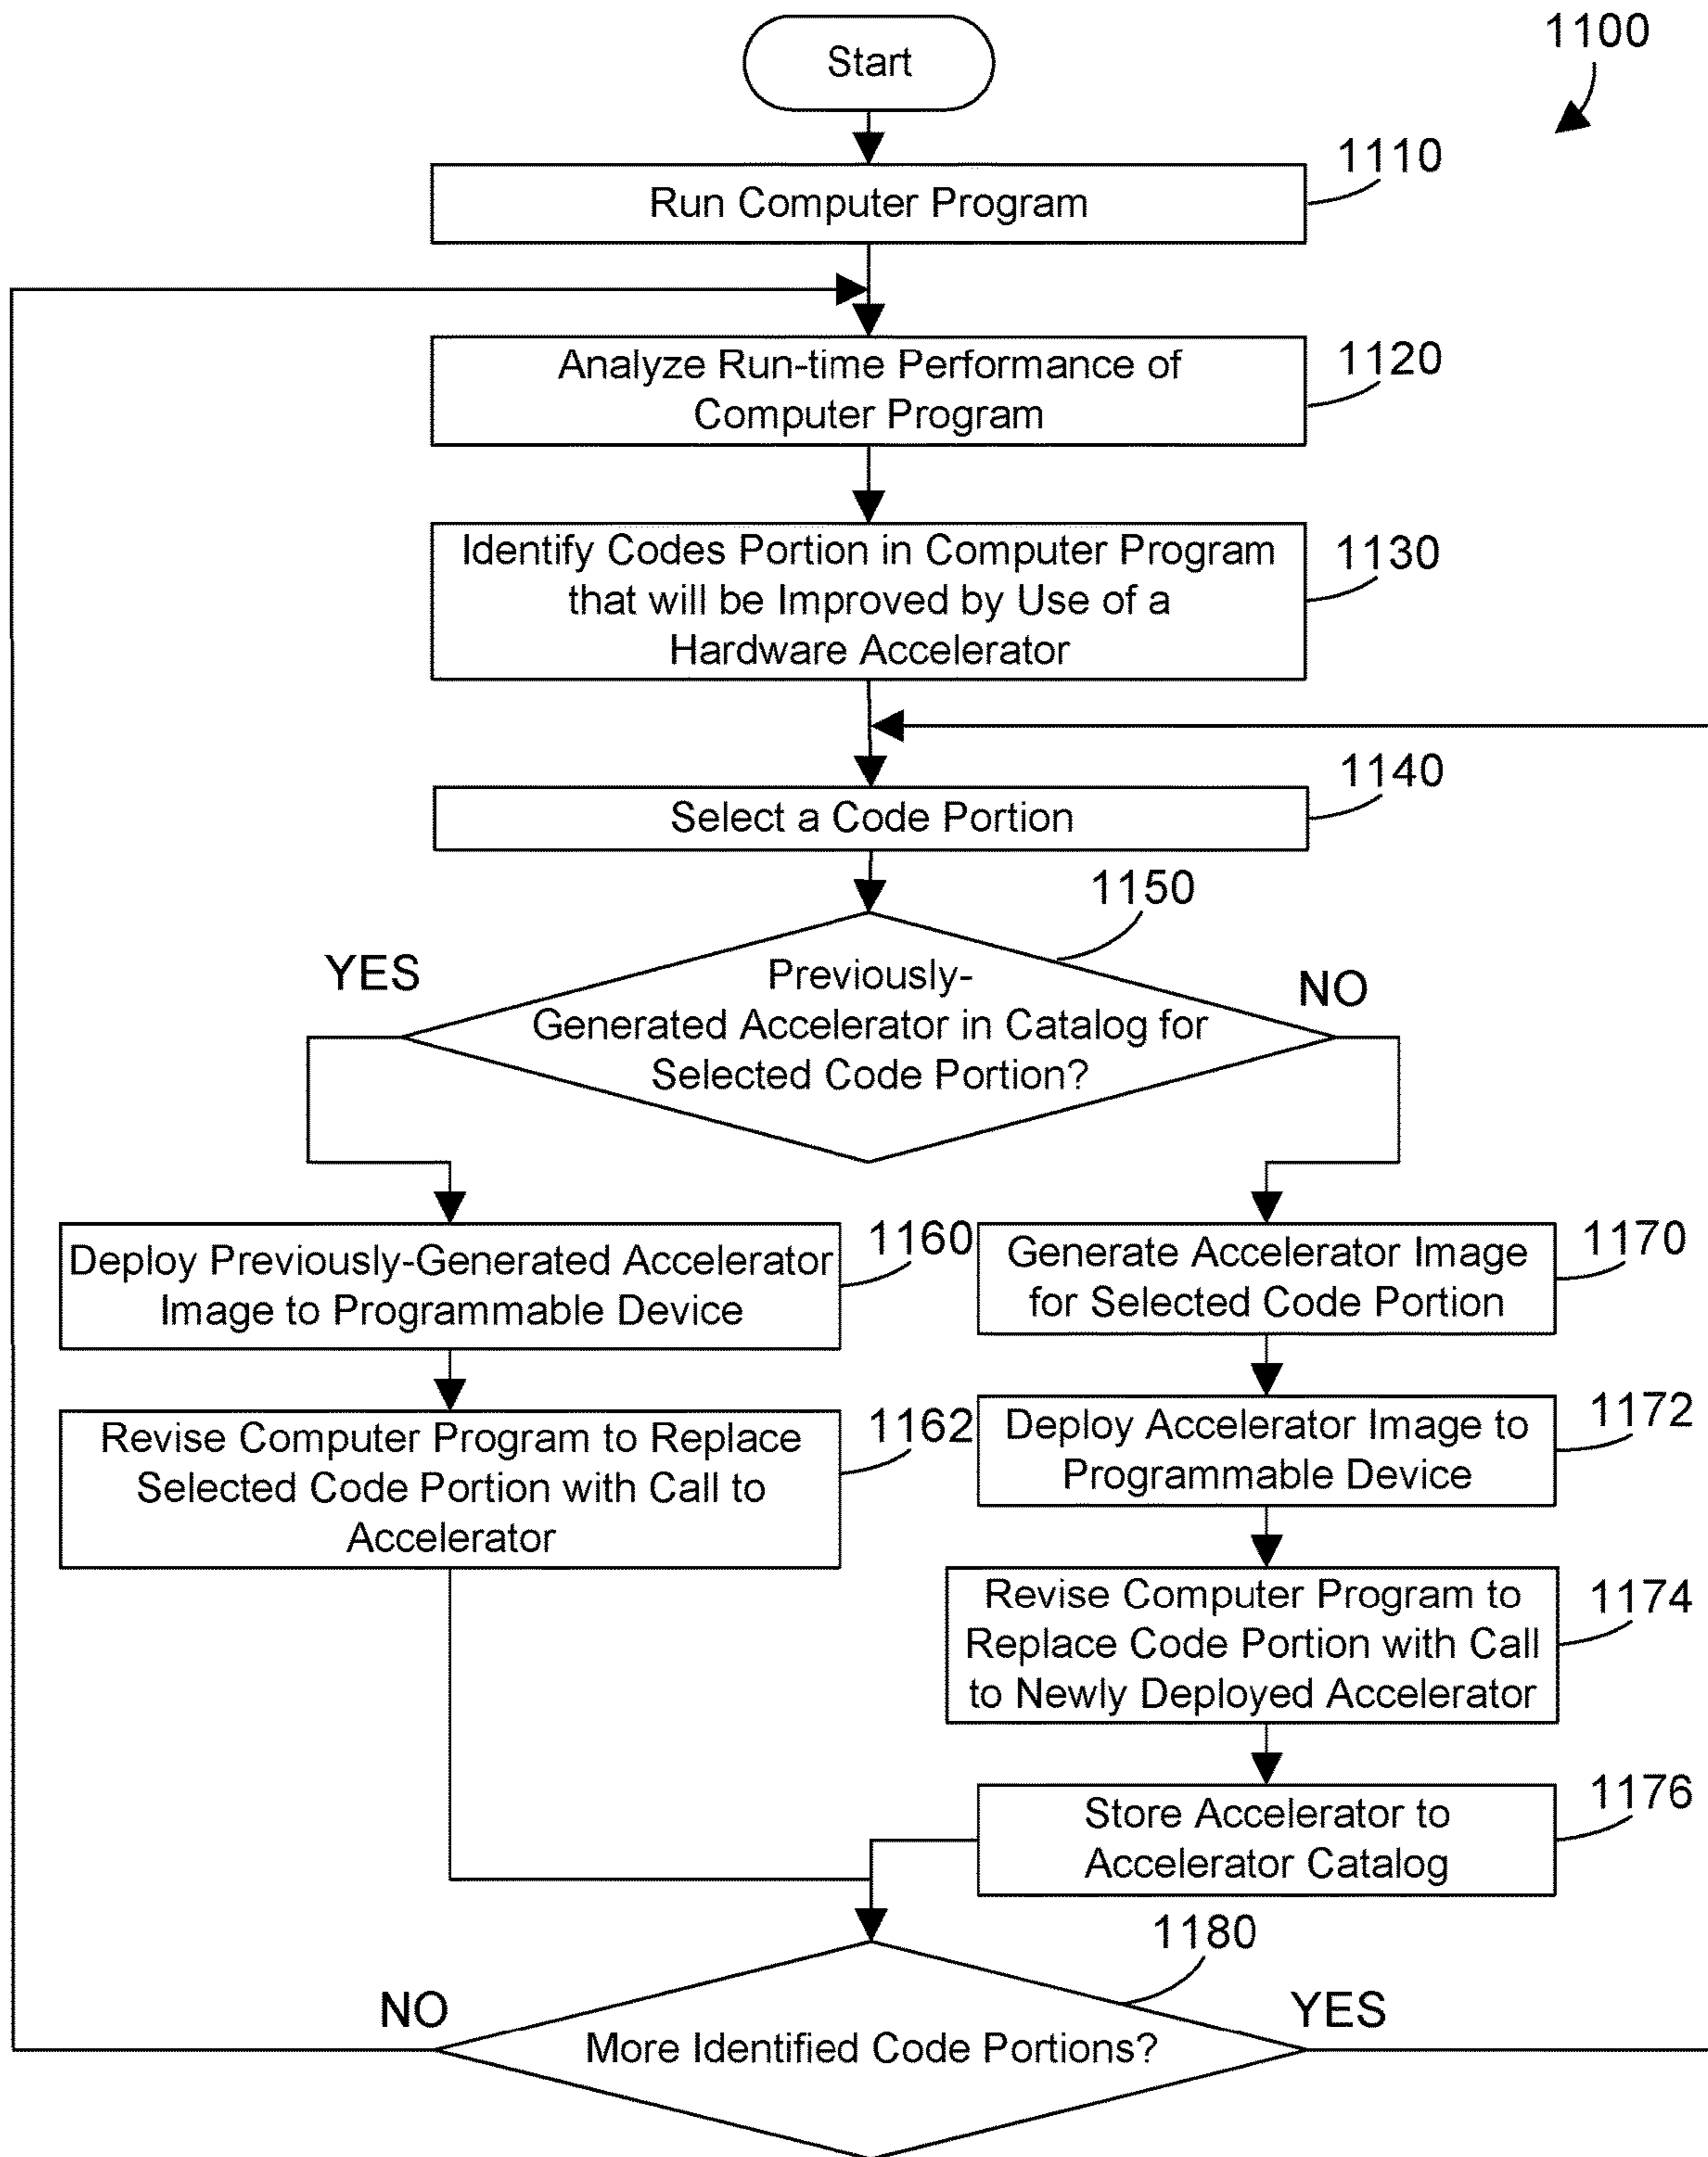 Start
1100
1110
Run Computer Program
Analyze Run-time Performance of
Computer Program
1120
Identify Codes Portion in Computer Program
that will be Improved by Use of a
Hardware Accelerator
1130
1140
Select a Code Portion
1150
YES
NO
Previously-
Generated Accelerator in Catalog for
Selected Code Portion?
Deploy Previously-Generated Accelerator
Image to Programmable Device
1160
Generate Accelerator Image
for Selected Code Portion
1170
Revise Computer Program to Replace
Selected Code Portion with Call to
Accelerator
1162
Deploy Accelerator Image to
Programmable Device
1172
Revise Computer Program to
Replace Code Portion with Call
to Newly Deployed Accelerator
1174
Store Accelerator to
Accelerator Catalog
1176
1180
NO
YES
More Identified Code Portions?